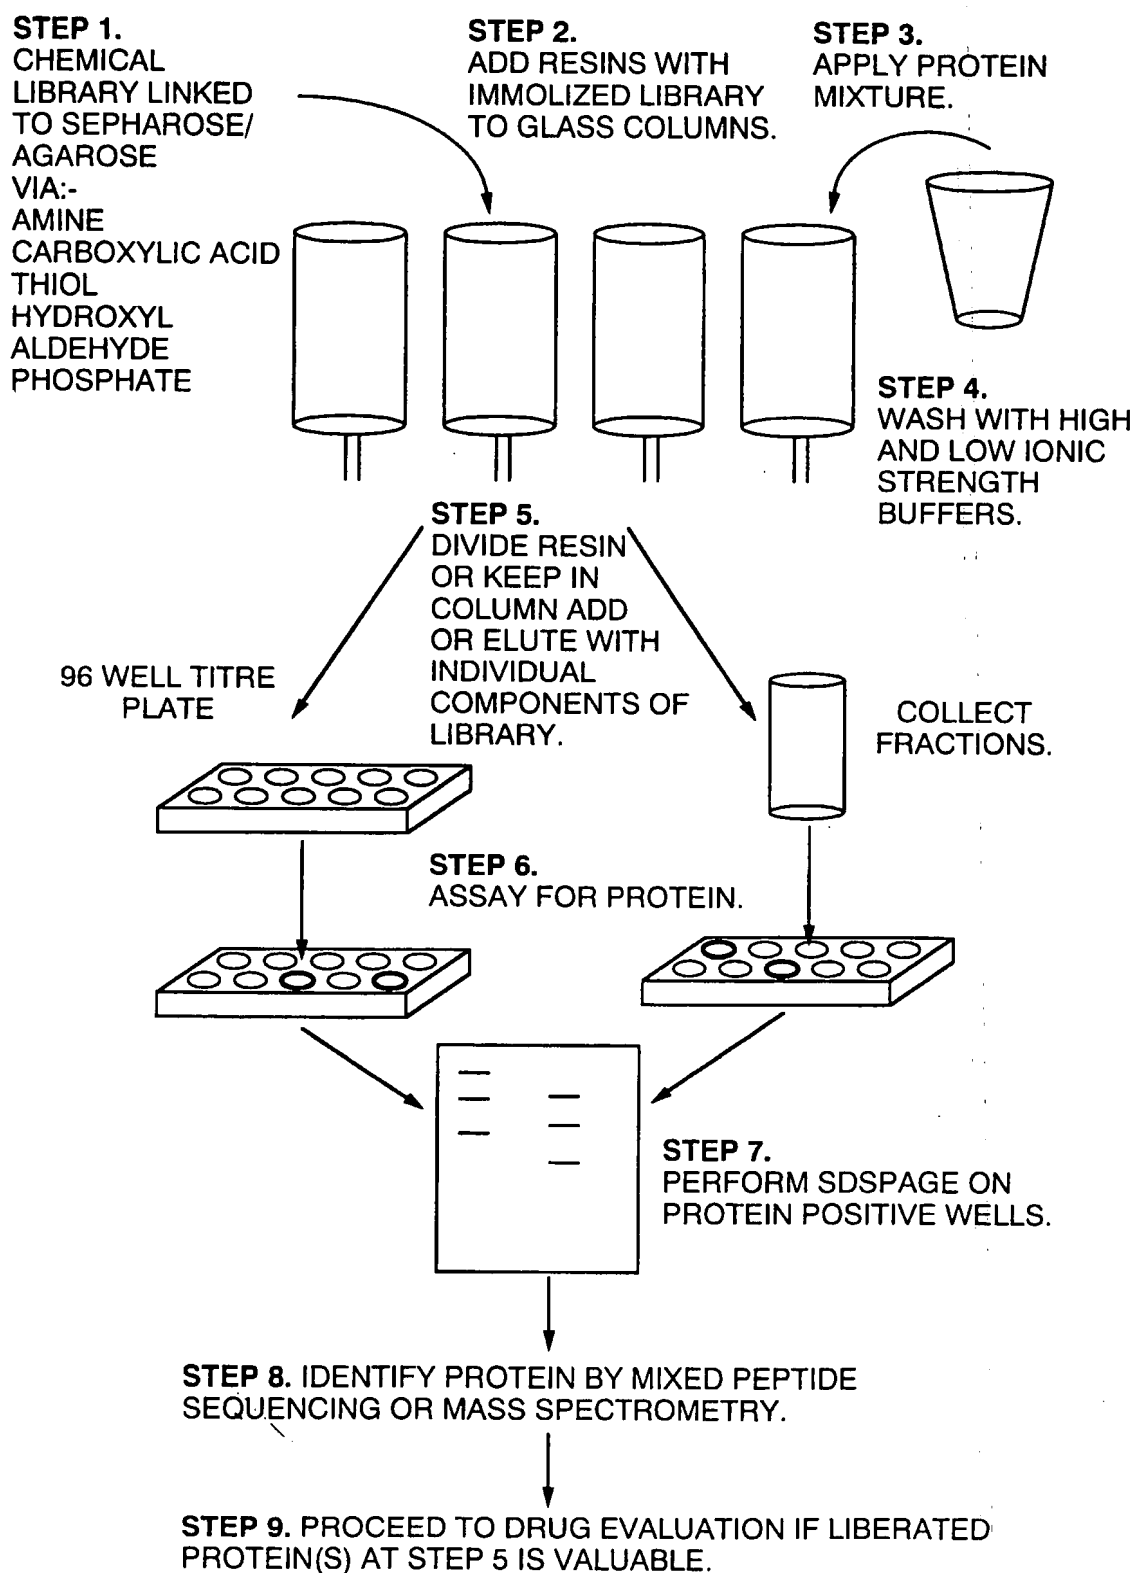 STEP 1.
CHEMICAL
LIBRARY LINKED
TO SEPHAROSE/
AGAROSE
VIA:-
AMINE
CARBOXYLIC ACID
THIOL
HYDROXYL
ALDEHYDE
PHOSPHATE
STEP 2.
ADD RESINS WITH
IMMOLIZED LIBRARY
TO GLASS COLUMNS.
STEP 3.
APPLY PROTEIN
MIXTURE.
STEP 4.
WASH WITH HIGH
AND LOW IONIC
STRENGTH
BUFFERS.
STEP 5.
DIVIDE RESIN
OR KEEP IN
COLUMN ADD
OR ELUTE WITH
INDIVIDUAL
COMPONENTS OF
LIBRARY.
96 WELL TITRE
PLATE
COLLECT
FRACTIONS.
STEP 6.
ASSAY FOR PROTEIN.
STEP 7.
PERFORM SDSPAGE ON
PROTEIN POSITIVE WELLS.
STEP 8. IDENTIFY PROTEIN BY MIXED PEPTIDE
SEQUENCING OR MASS SPECTROMETRY.
STEP 9. PROCEED TO DRUG EVALUATION IF LIBERATED
PROTEIN(S) AT STEP 5 IS VALUABLE.